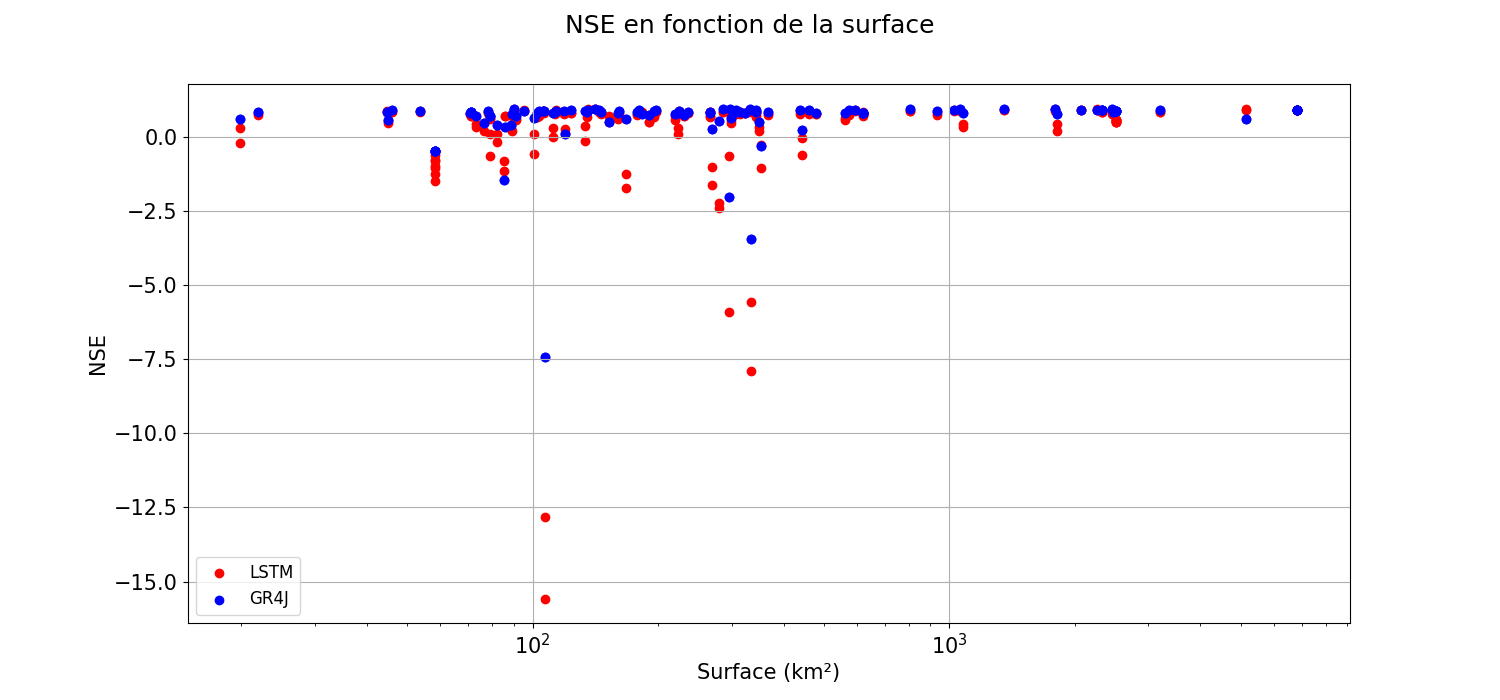 NSE en fonction de la surface
NSE
0.0
−2.5
−5.0
−7.5
−10.0
−12.5
−15.0
LSTM
GR4J
10²
10³
Surface (km²)